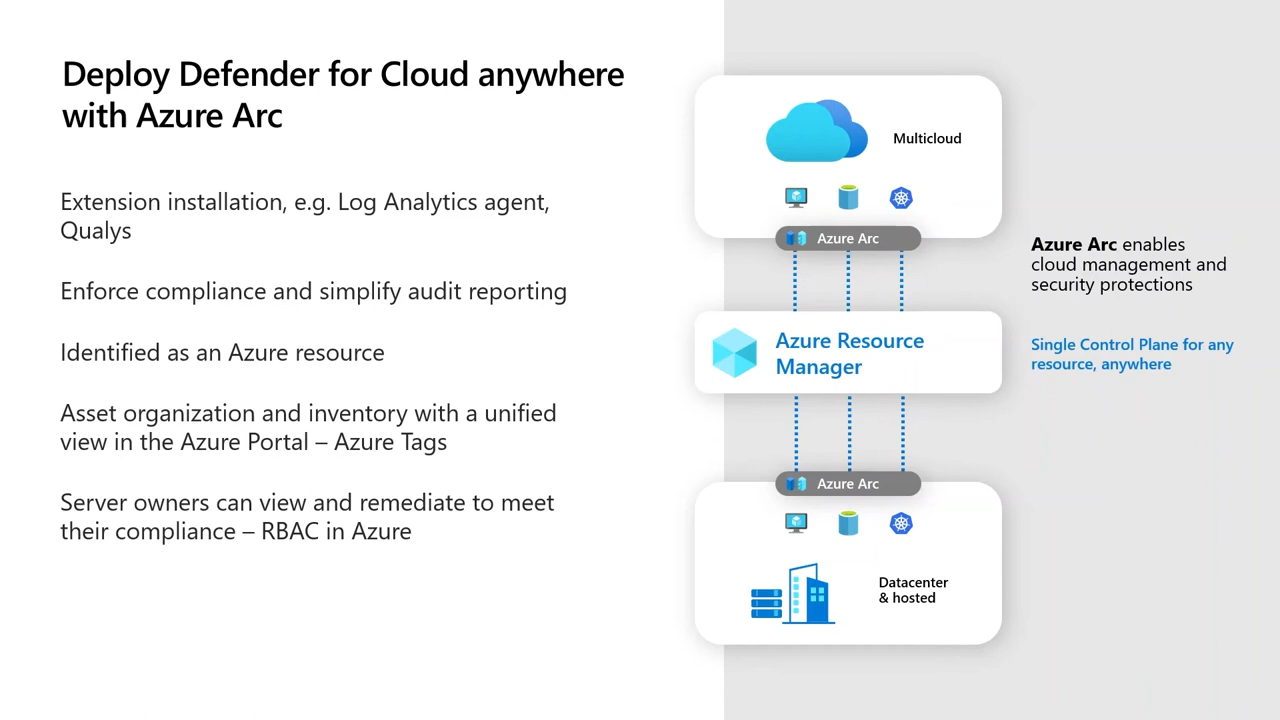 Deploy Defender for Cloud anywhere
with Azure Arc
Extension installation, e.g. Log Analytics agent,
Qualys
Enforce compliance and simplify audit reporting
Identified as an Azure resource
Asset organization and inventory with a unified
view in the Azure Portal – Azure Tags
Server owners can view and remediate to meet
their compliance – RBAC in Azure
Multicloud
Azure Arc
Azure Resource
Manager
Azure Arc
Datacenter
& hosted
Azure Arc enables
cloud management and
security protections
Single Control Plane for any
resource, anywhere